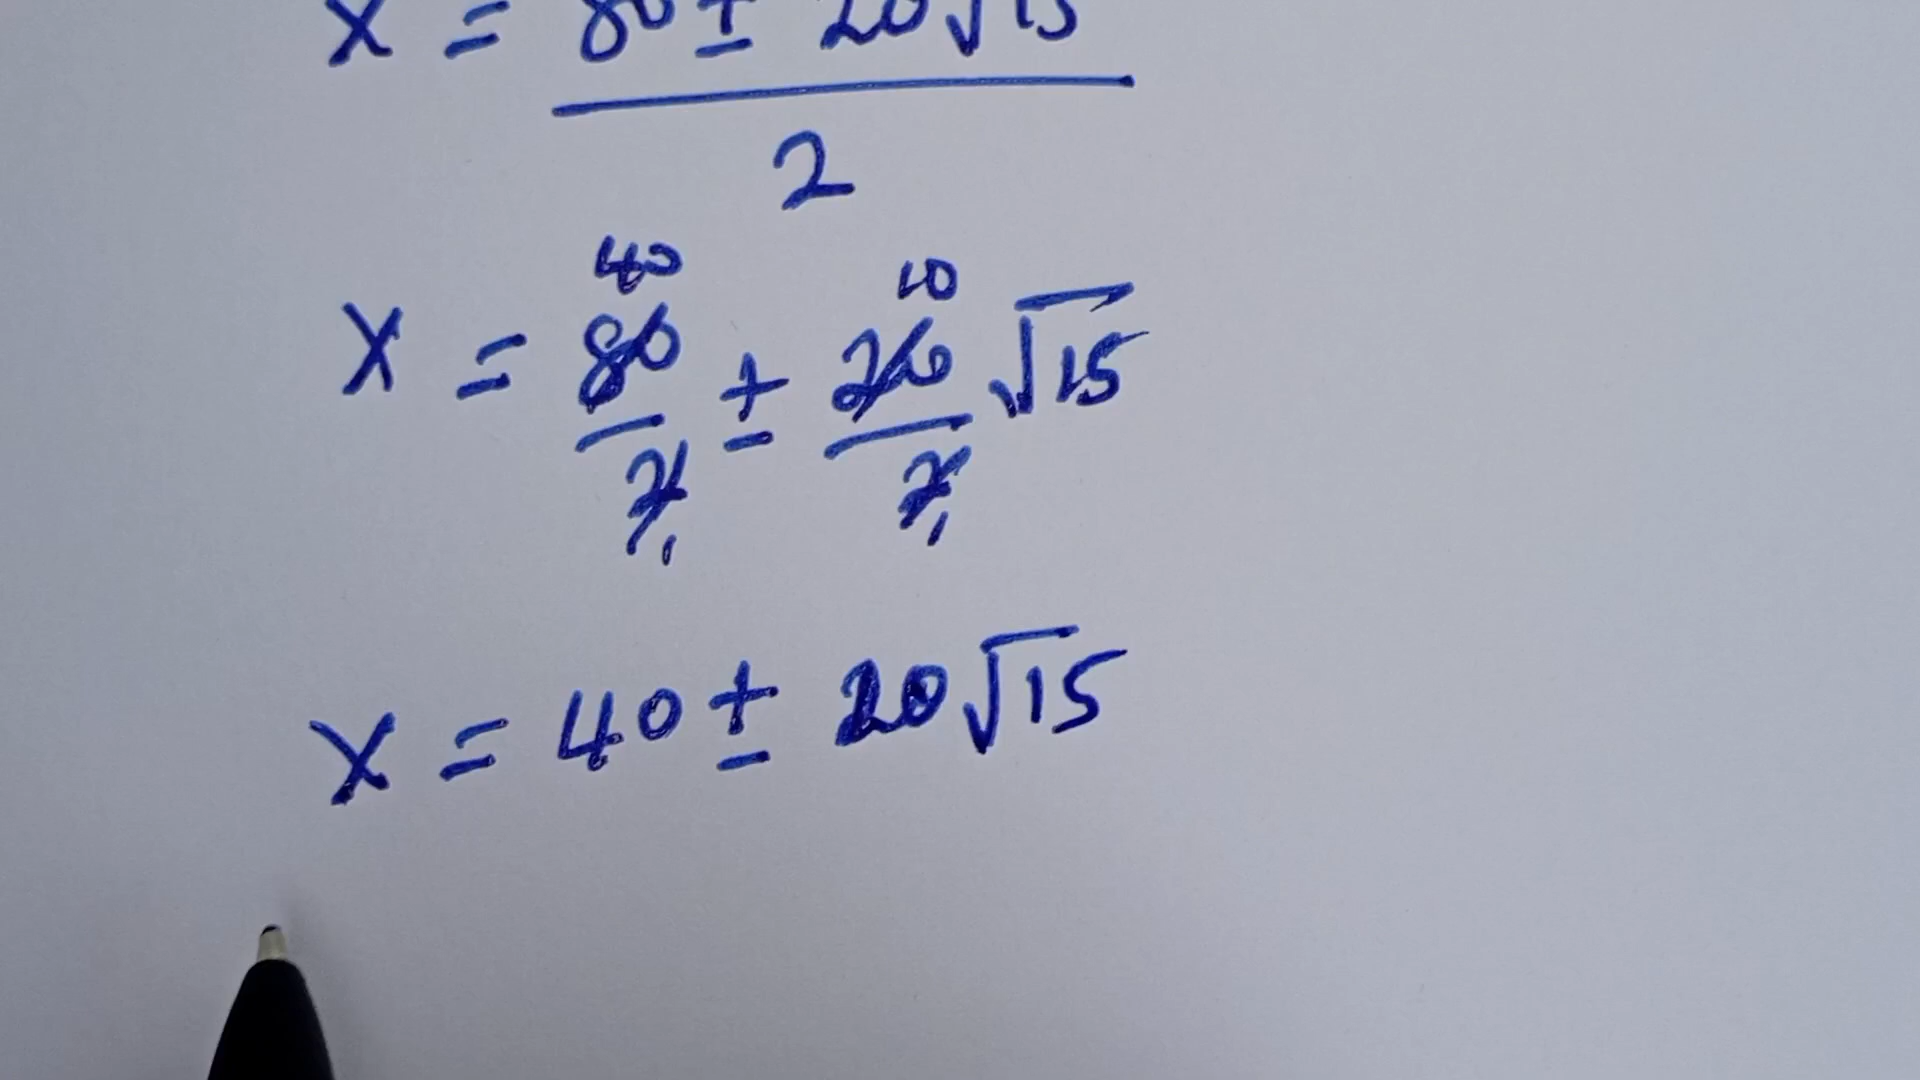 x = 80 ± 20√15
2
40 10
x = 80/2 ± 20/2 √15
1 1
x = 40 ± 20√15